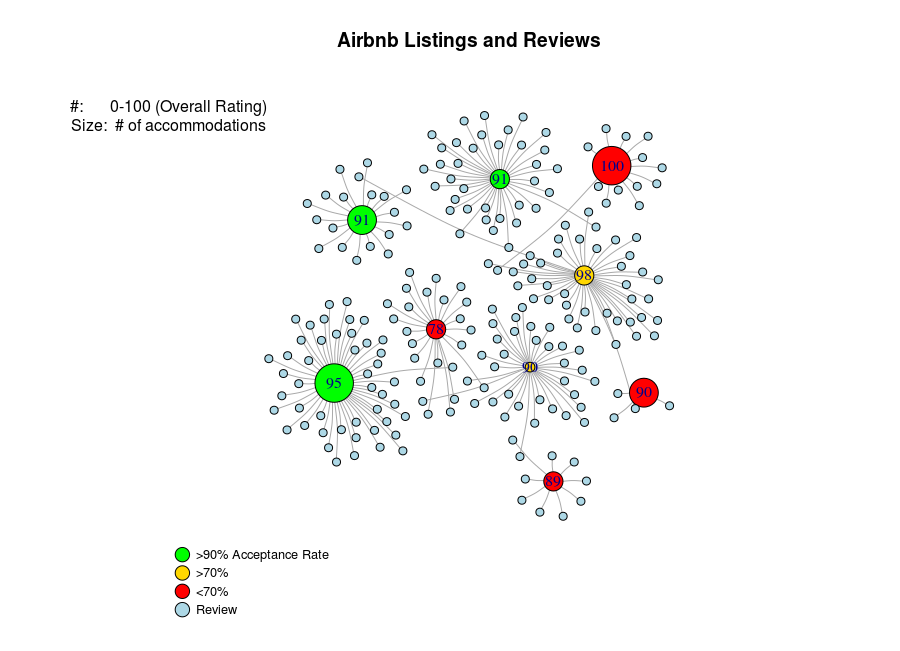 Airbnb Listings and Reviews
#: 0-100 (Overall Rating)
Size: # of accommodations
91
100
91
98
78
90
95
90
89
>90% Acceptance Rate
>70%
<70%
Review